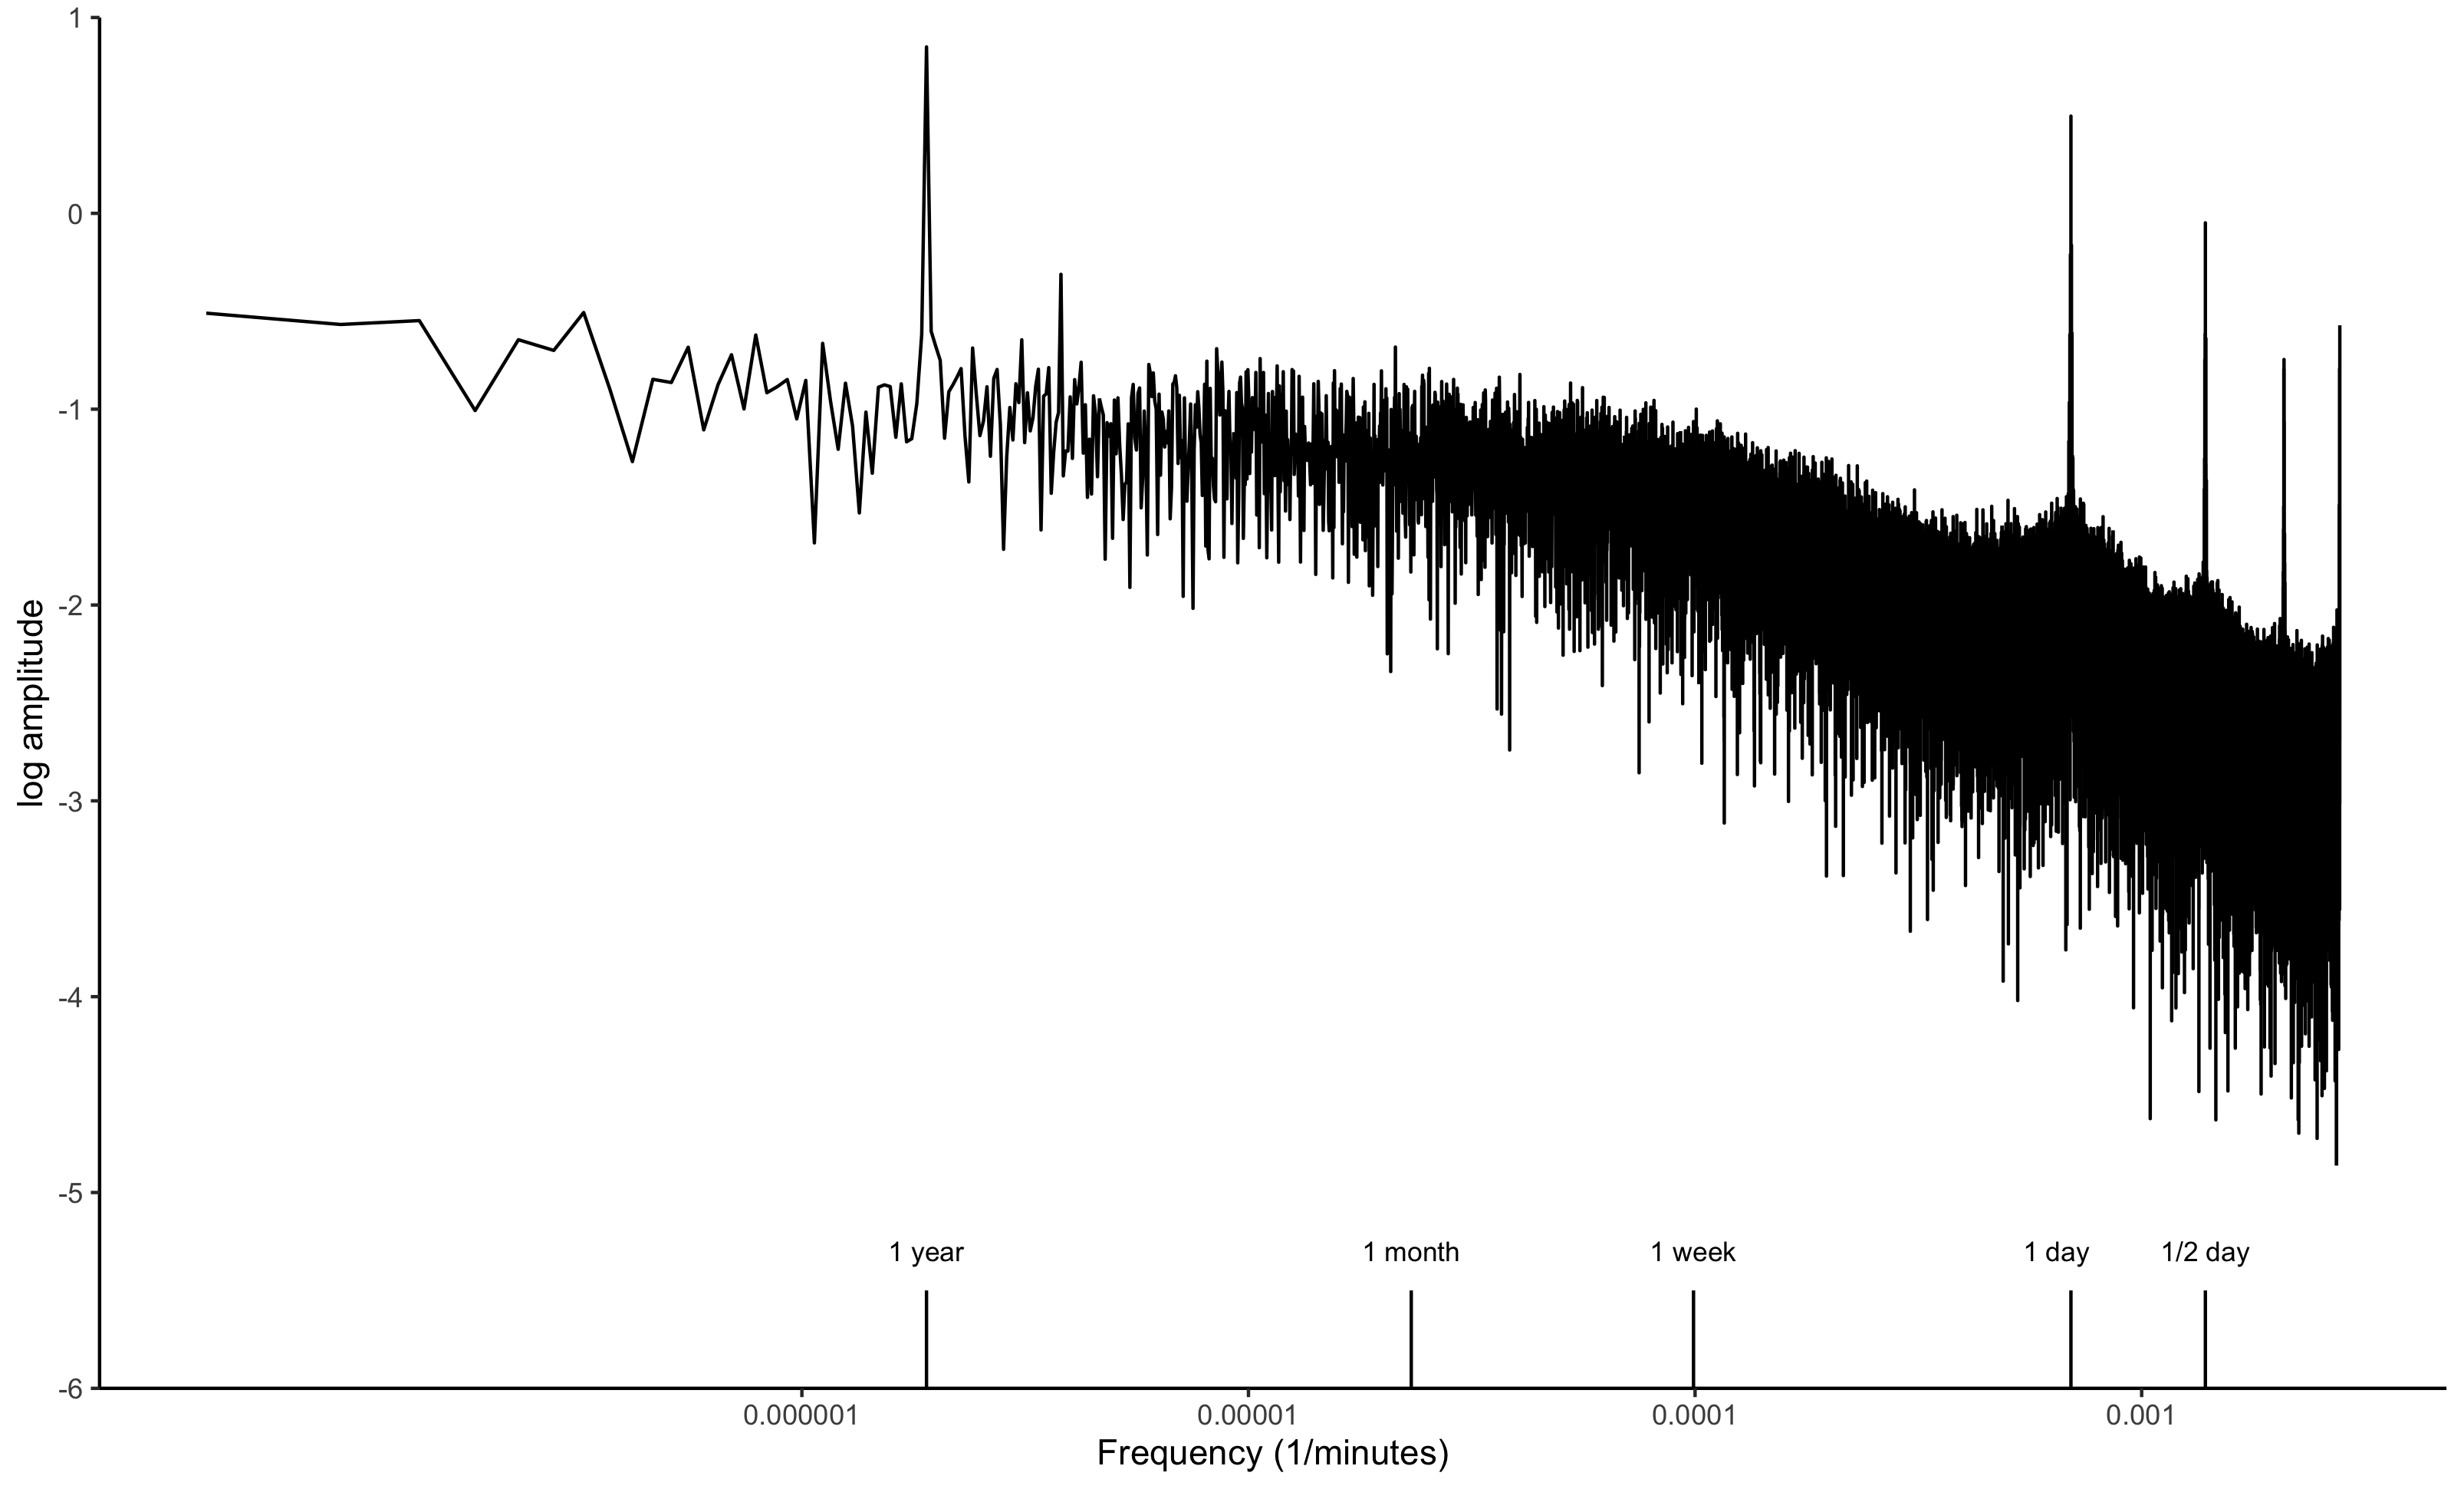 1
0
-1
-2
-3
-4
-5
-6
log amplitude
1 year
1 month
1 week
1 day
1/2 day
0.000001
0.00001
0.0001
0.001
Frequency (1/minutes)